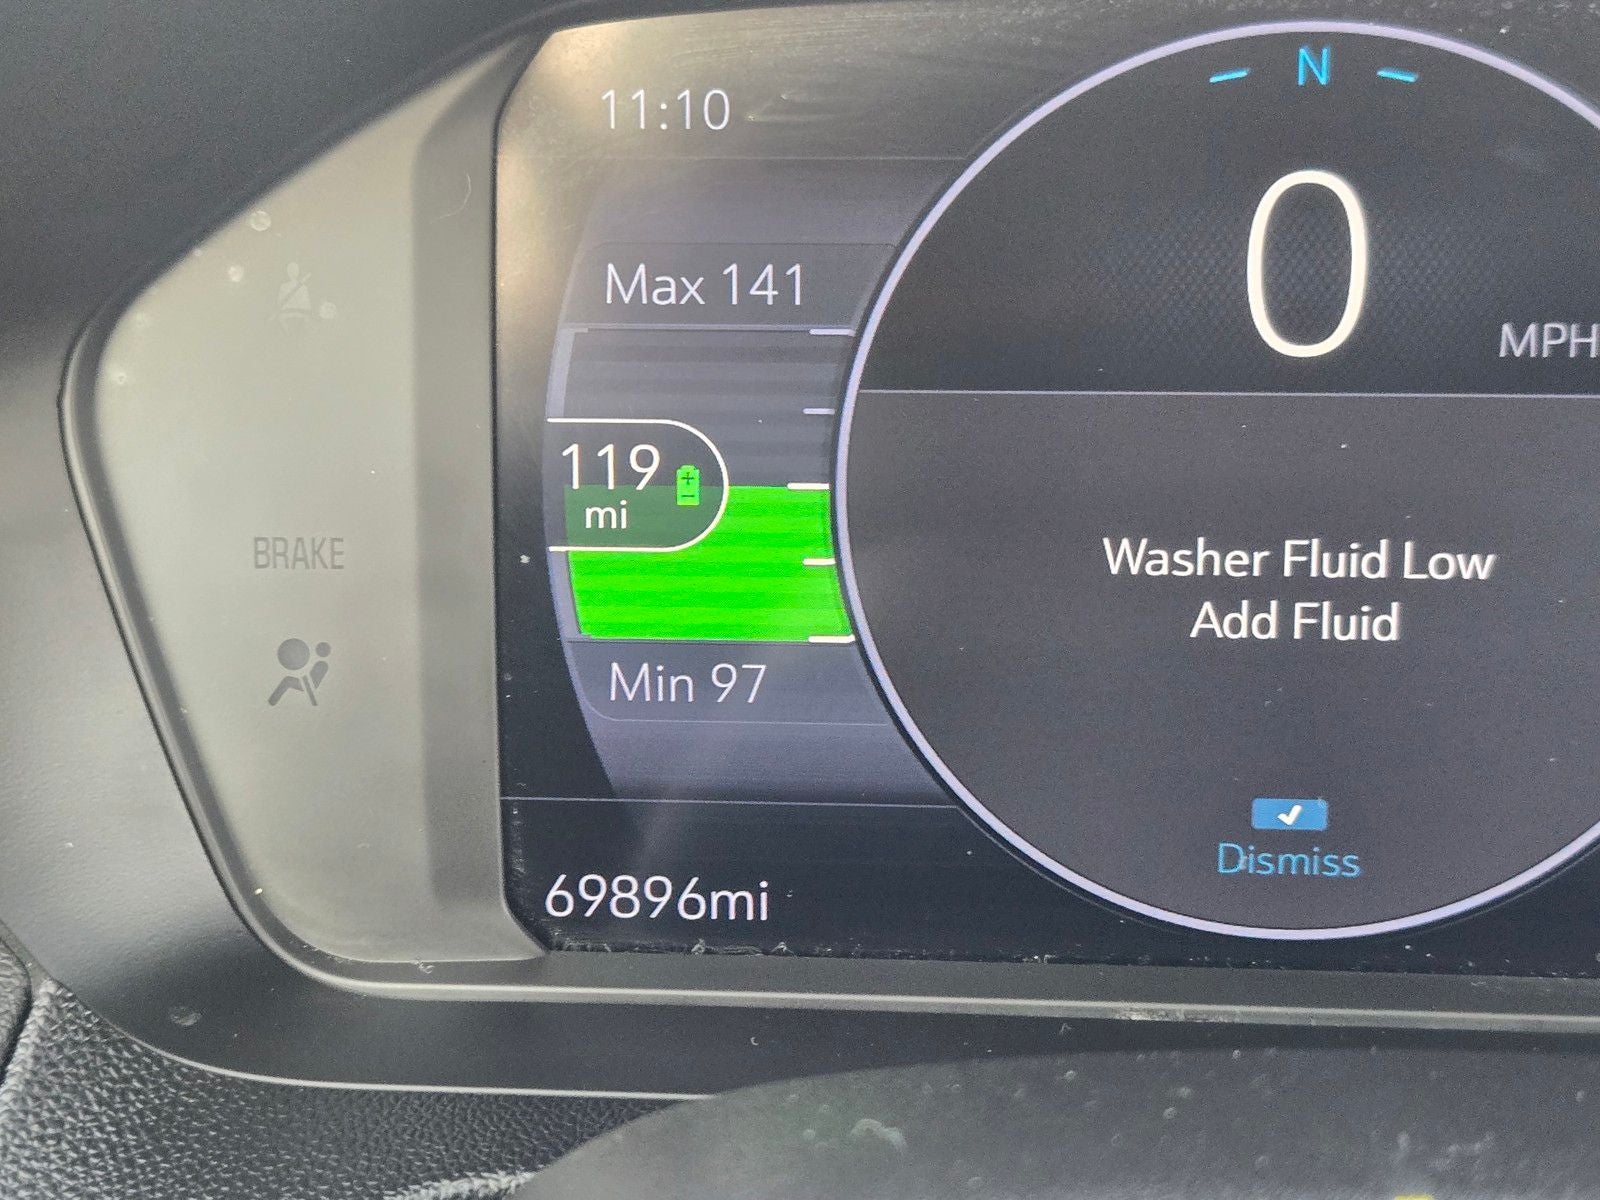 11:10
N
0
MPH
Max 141
119
mi
Min 97
BRAKE
Washer Fluid Low
Add Fluid
Dismiss
69896mi